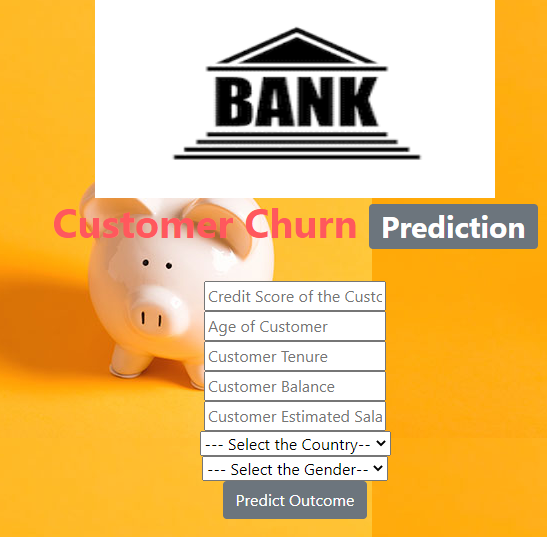 BANK
Customer Churn Prediction
Credit Score of the Custo
Age of Customer
Customer Tenure
Customer Balance
Customer Estimated Sala
--- Select the Country--
--- Select the Gender--
Predict Outcome